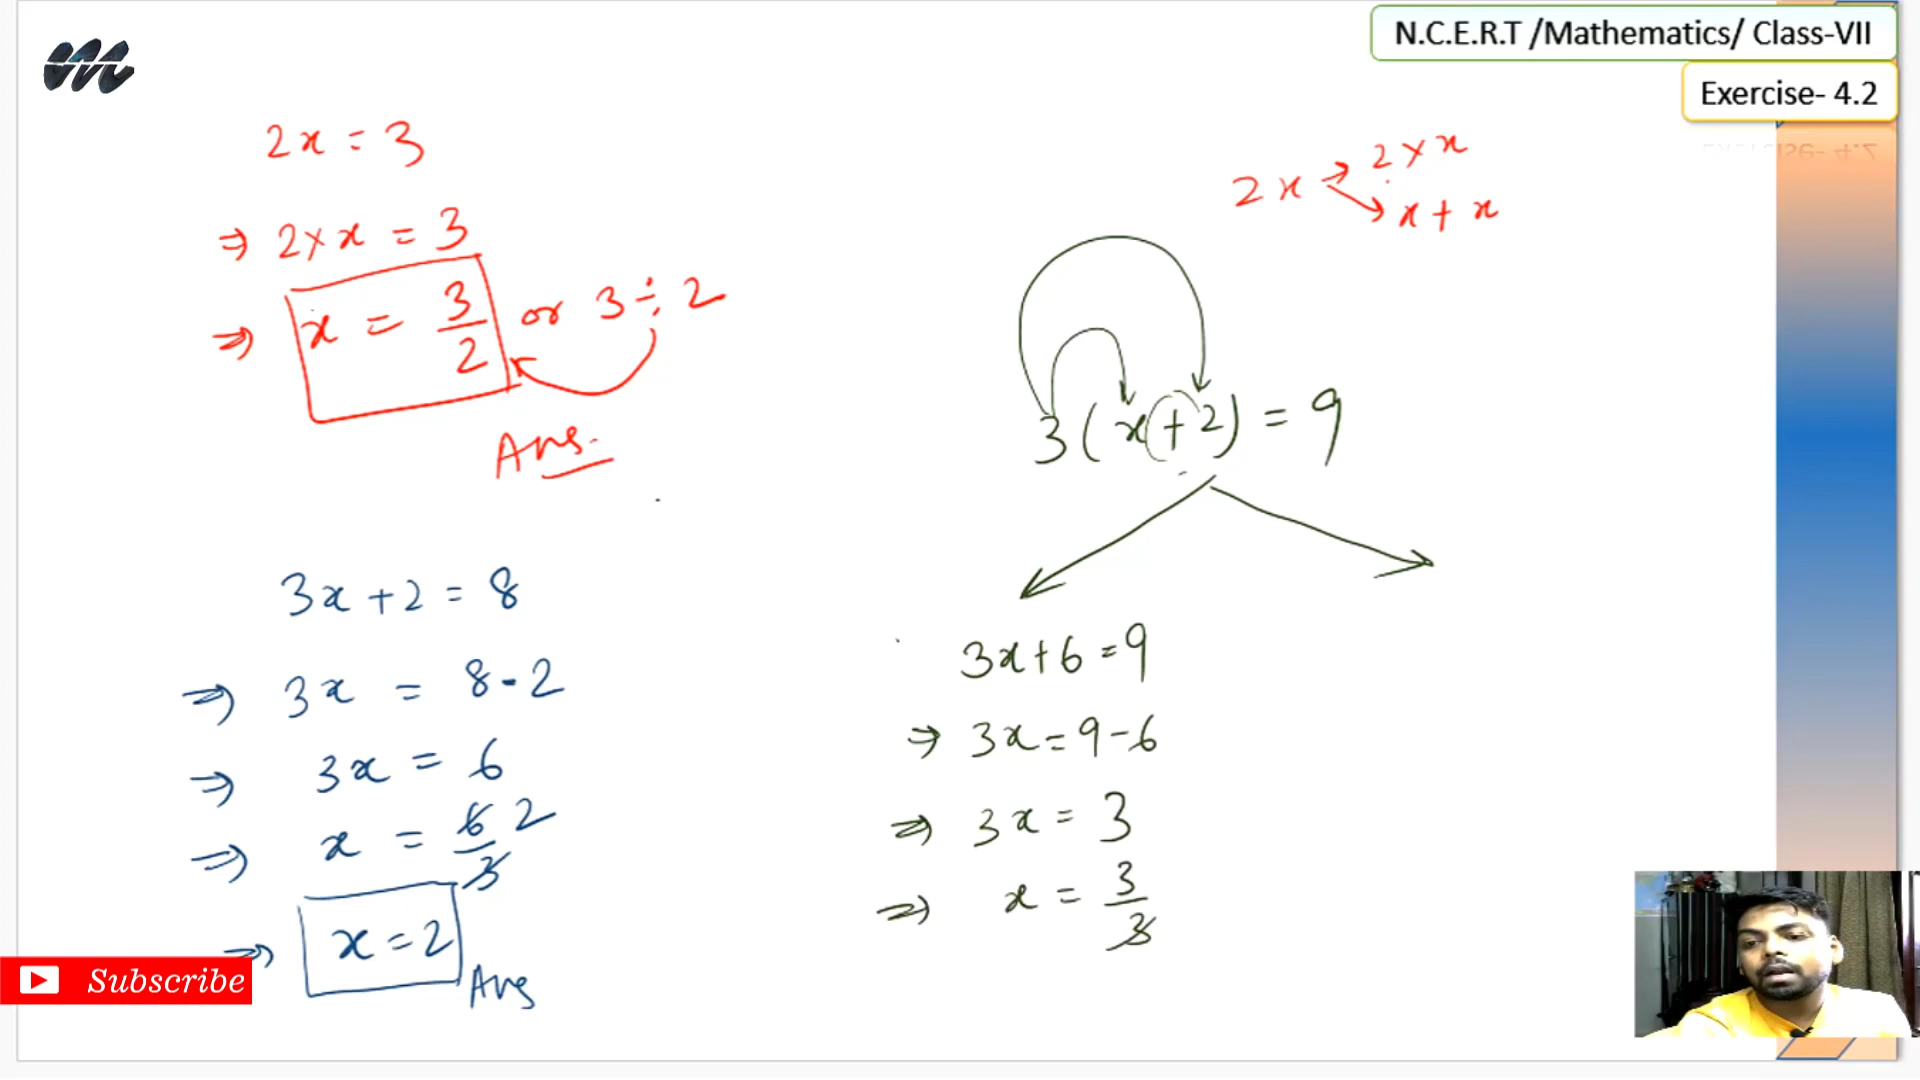 N.C.E.R.T /Mathematics/ Class-VII
Exercise- 4.2
2x = 3
⇒ 2×x = 3
⇒ x = 3/2 or 3÷2
Ans.
3x+2 = 8
⇒ 3x = 8-2
⇒ 3x = 6
⇒ x = 6/3 2
⇒ x=2
Ans
2x → 2×x
→ x+x
3(x+2) = 9
3x+6=9
⇒ 3x=9-6
⇒ 3x = 3
⇒ x = 3/3
Subscribe